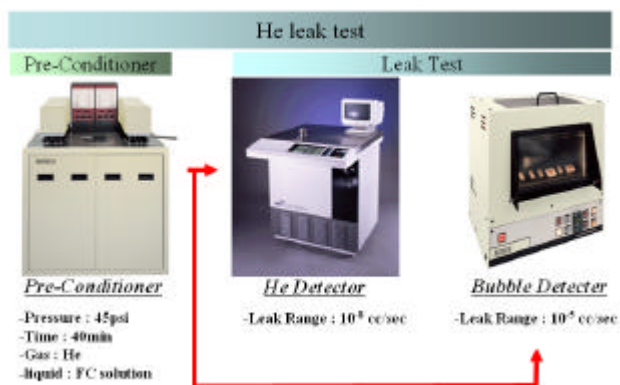 He leak test
Pre-Conditioner
Leak Test
Pre-Conditioner
-Pressure : 45psi
-Time : 40min
-Gas : He
-liquid : FC solution
He Detector
-Leak Range : 10⁻⁸ cc/sec
Bubble Detecter
-Leak Range : 10⁻⁵ cc/sec